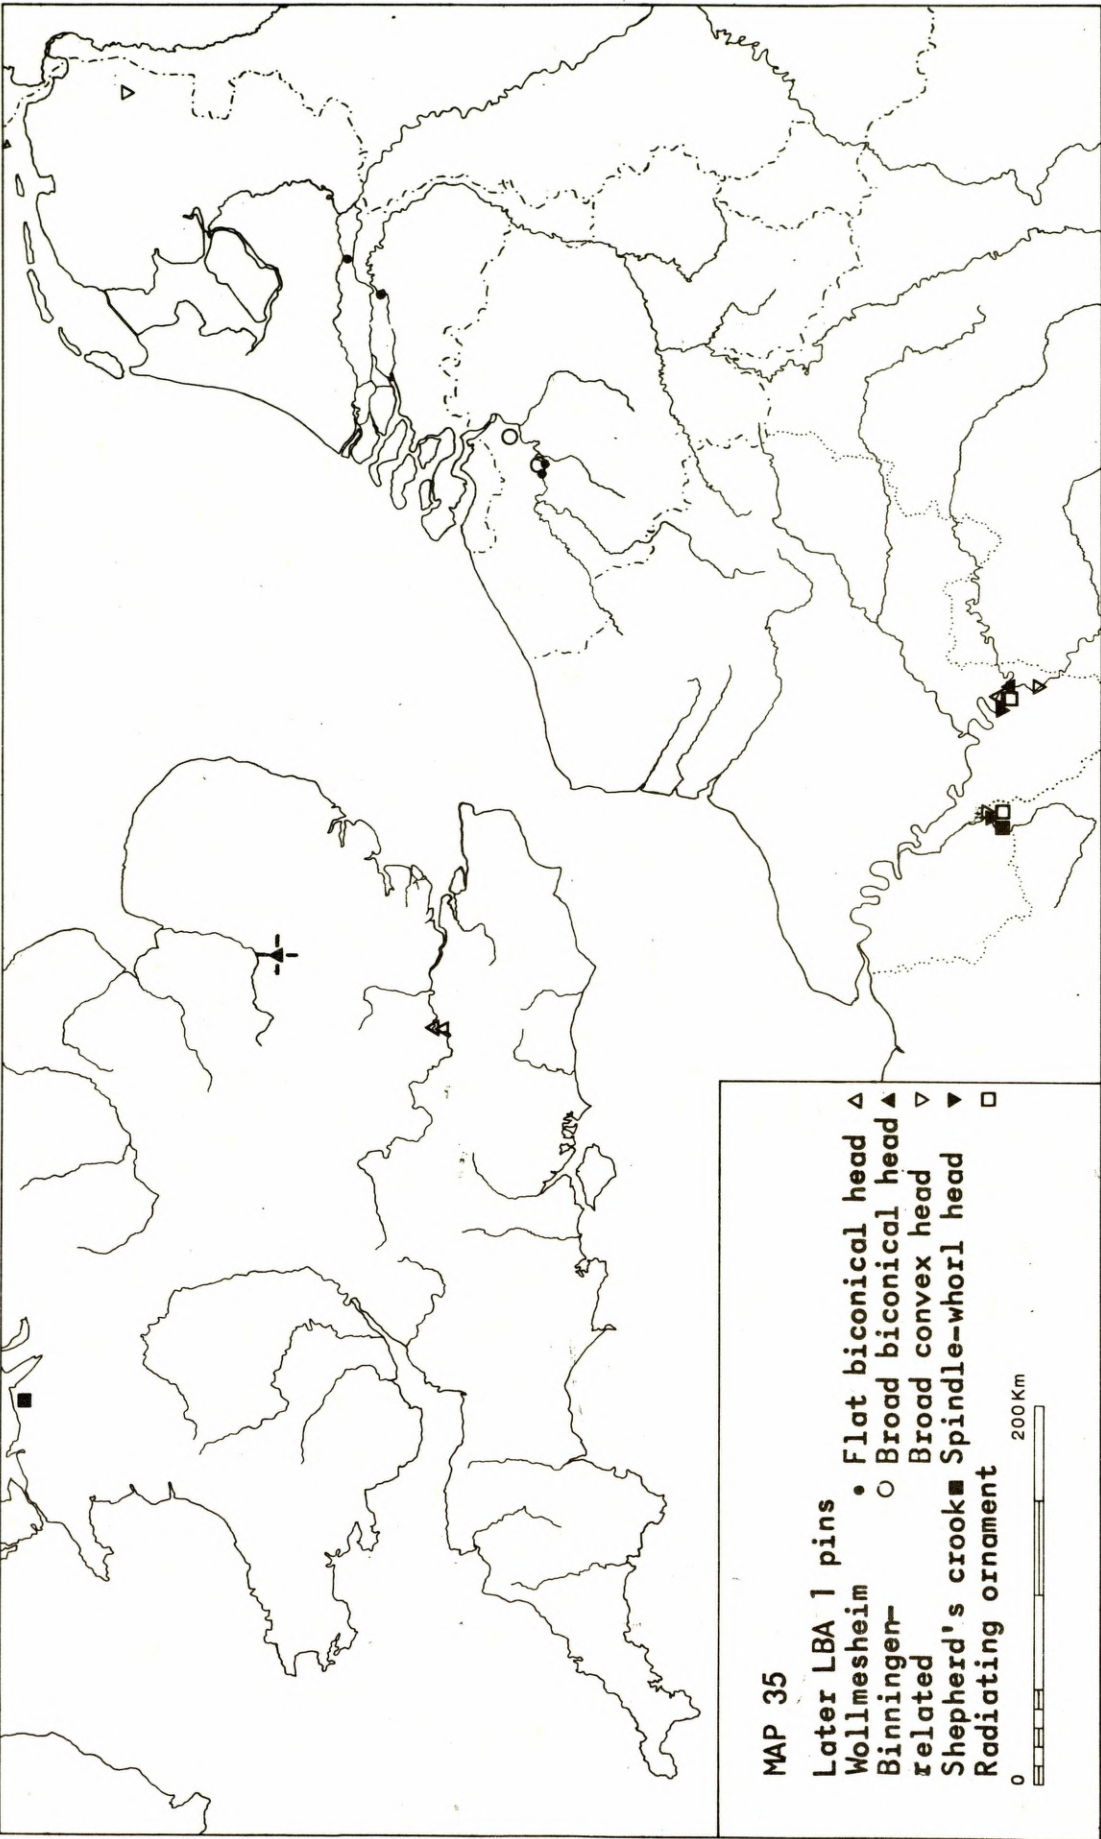 MAP 35
Later LBA 1 pins
Wollmesheim • Flat biconical head △
Binningen- ○ Broad biconical head ▲
related Broad convex head ▽
Shepherd's crook ■ Spindle-whorl head ▼
Radiating ornament □
0 200 Km